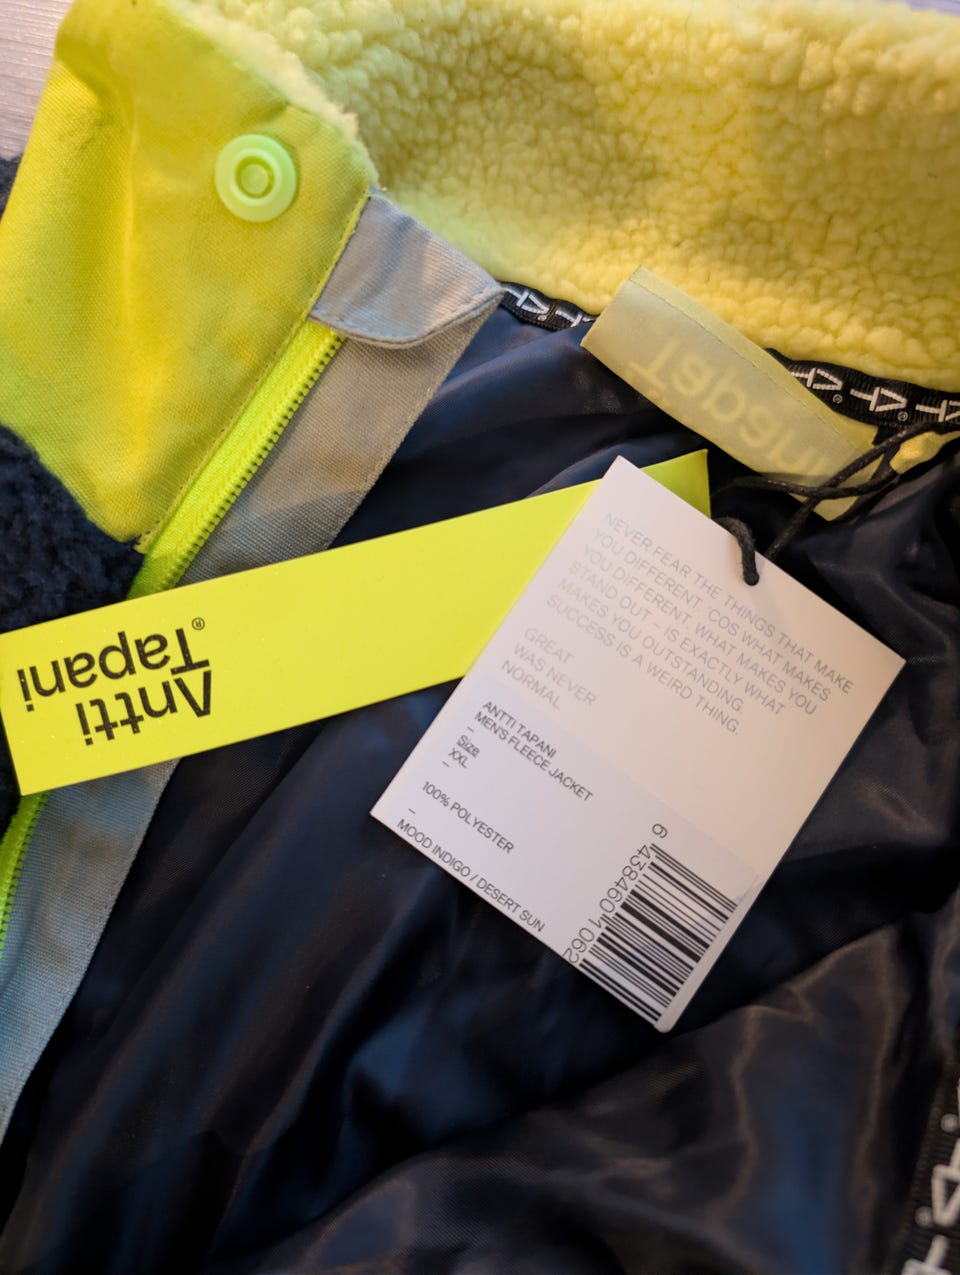 Antti
Tapani®
NEVER FEAR THE THINGS THAT MAKE
YOU DIFFERENT 'COS WHAT MAKES
YOU DIFFERENT, WHAT MAKES YOU
STAND OUT – IS EXACTLY WHAT
MAKES YOU OUTSTANDING
SUCCESS IS A WEIRD THING.
GREAT
WAS NEVER
NORMAL
ANTTI TAPANI
MEN'S FLEECE JACKET
–
Size
XXL
–
100% POLYESTER
–
MOOD INDIGO / DESERT SUN
6 438460 1062